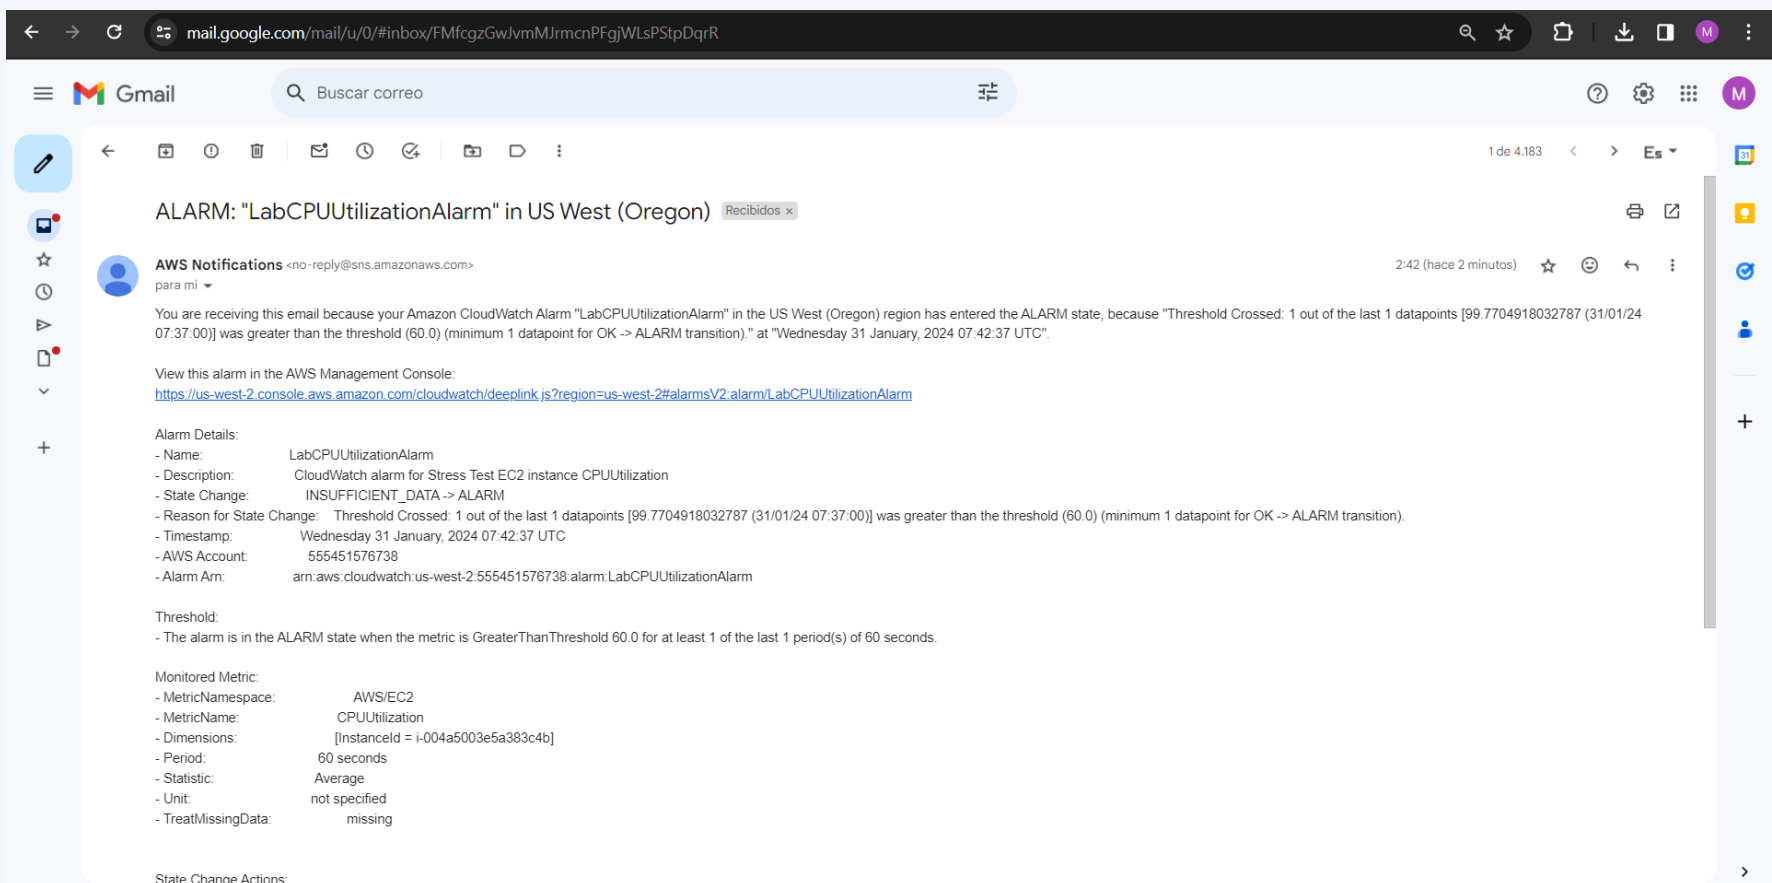 mail.google.com/mail/u/0/#inbox/FMfcgzGwJvmMJrmcnPFgjWLsPStpDqrR
M
Gmail
Buscar correo
M
1 de 4.183
Es
31
ALARM: "LabCPUUtilizationAlarm" in US West (Oregon) Recibidos ×
AWS Notifications <no-reply@sns.amazonaws.com>
2:42 (hace 2 minutos)
para mí
You are receiving this email because your Amazon CloudWatch Alarm "LabCPUUtilizationAlarm" in the US West (Oregon) region has entered the ALARM state, because "Threshold Crossed: 1 out of the last 1 datapoints [99.7704918032787 (31/01/24
07:37:00)] was greater than the threshold (60.0) (minimum 1 datapoint for OK -> ALARM transition)." at "Wednesday 31 January, 2024 07:42:37 UTC".
View this alarm in the AWS Management Console:
https://us-west-2.console.aws.amazon.com/cloudwatch/deeplink.js?region=us-west-2#alarmsV2:alarm/LabCPUUtilizationAlarm
Alarm Details:
- Name: LabCPUUtilizationAlarm
- Description: CloudWatch alarm for Stress Test EC2 instance CPUUtilization
- State Change: INSUFFICIENT_DATA -> ALARM
- Reason for State Change: Threshold Crossed: 1 out of the last 1 datapoints [99.7704918032787 (31/01/24 07:37:00)] was greater than the threshold (60.0) (minimum 1 datapoint for OK -> ALARM transition).
- Timestamp: Wednesday 31 January, 2024 07:42:37 UTC
- AWS Account: 555451576738
- Alarm Arn: arn:aws:cloudwatch:us-west-2:555451576738:alarm:LabCPUUtilizationAlarm
Threshold:
- The alarm is in the ALARM state when the metric is GreaterThanThreshold 60.0 for at least 1 of the last 1 period(s) of 60 seconds.
Monitored Metric:
- MetricNamespace: AWS/EC2
- MetricName: CPUUtilization
- Dimensions: [InstanceId = i-004a5003e5a383c4b]
- Period: 60 seconds
- Statistic: Average
- Unit: not specified
- TreatMissingData: missing
State Change Actions: